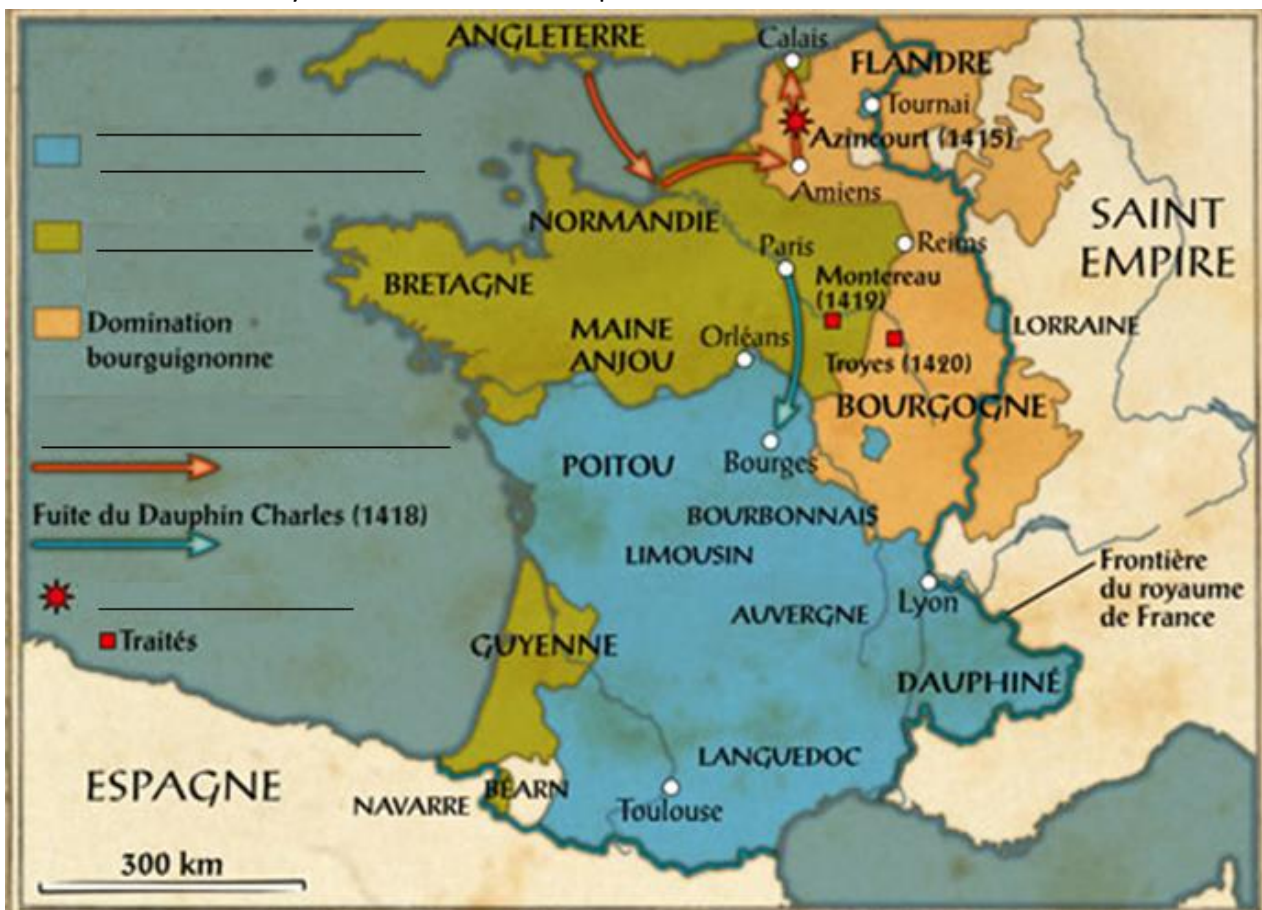 ANGLETERRE
Calais
FLANDRE
Tournai
Azincourt (1415)
Amiens
SAINT
EMPIRE
NORMANDIE
Paris
Reims
BRETAGNE
Montereau
(1419)
MAINE
ANJOU
Orléans
LORRAINE
Troyes (1420)
Domination
bourguignonne
BOURGOGNE
POITOU
Bourges
Fuite du Dauphin Charles (1418)
BOURBONNAIS
LIMOUSIN
Frontière
du royaume
de France
AUVERGNE
Lyon
Traités
GUYENNE
DAUPHINÉ
LANGUEDOC
ESPAGNE
NAVARRE
BÉARN
Toulouse
300 km